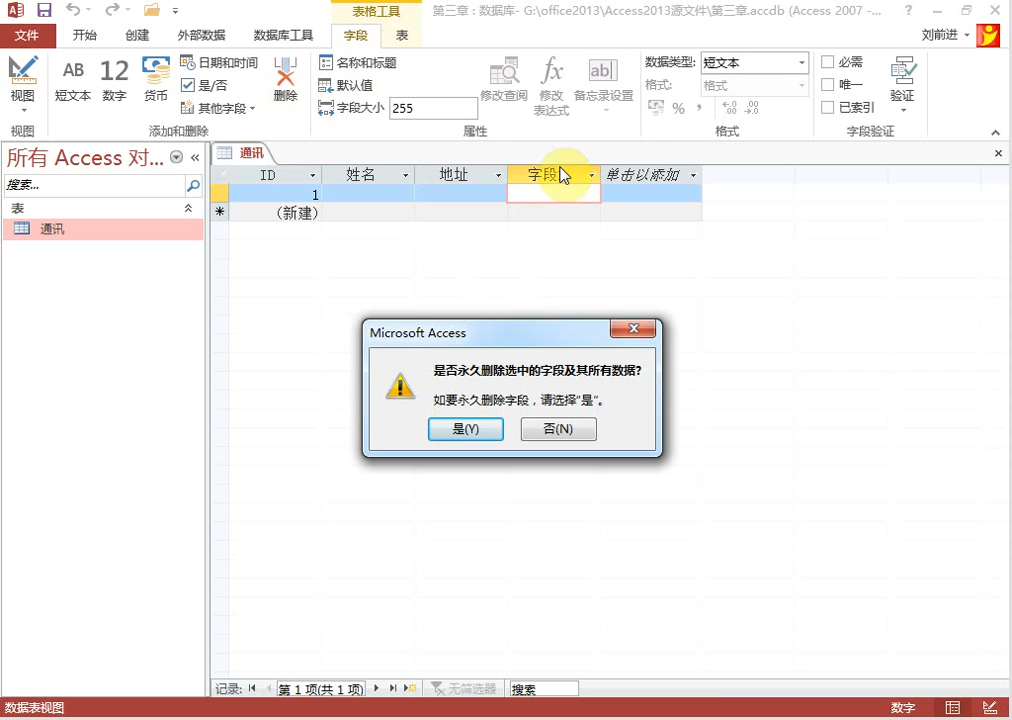 表格工具
第三章 : 数据库- G:\office2013\Access2013源文件\第三章.accdb (Access 2007 -...
?
文件
开始
创建
外部数据
数据库工具
字段
表
刘前进
视图
AB
短文本
12
数字
货币
日期和时间
是/否
其他字段
删除
名称和标题
默认值
字段大小 255
修改查阅
fx
修改
表达式
ab
备忘录设置
数据类型: 短文本
格式: 格式
%
必需
唯一
已索引
验证
视图
添加和删除
属性
格式
字段验证
所有 Access 对...
搜索...
表
通讯
通讯
ID
姓名
地址
字段
单击以添加
1
(新建)
Microsoft Access
是否永久删除选中的字段及其所有数据?
如要永久删除字段，请选择“是”。
是(Y)
否(N)
记录:
第 1 项(共 1 项)
无筛选器
搜索
数据表视图
数字